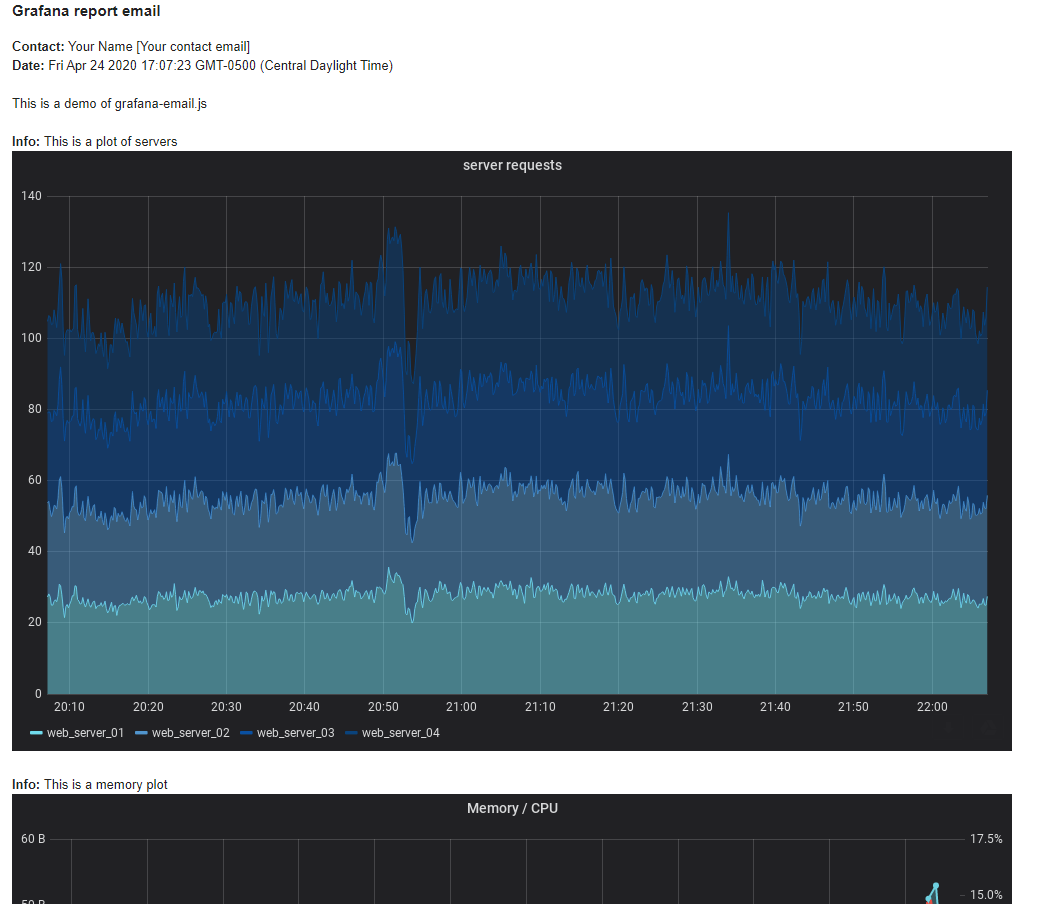 Grafana report email
Contact: Your Name [Your contact email]
Date: Fri Apr 24 2020 17:07:23 GMT-0500 (Central Daylight Time)
This is a demo of grafana-email.js
Info: This is a plot of servers
server requests
140
120
100
80
60
40
20
0
20:10 20:20 20:30 20:40 20:50 21:00 21:10 21:20 21:30 21:40 21:50 22:00
web_server_01 web_server_02 web_server_03 web_server_04
Info: This is a memory plot
Memory / CPU
60 B 17.5%
15.0%
50 B